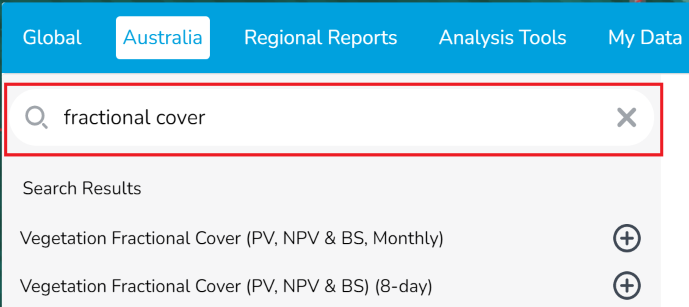 Global Australia Regional Reports Analysis Tools My Data
fractional cover
Search Results
Vegetation Fractional Cover (PV, NPV & BS, Monthly)
Vegetation Fractional Cover (PV, NPV & BS) (8-day)